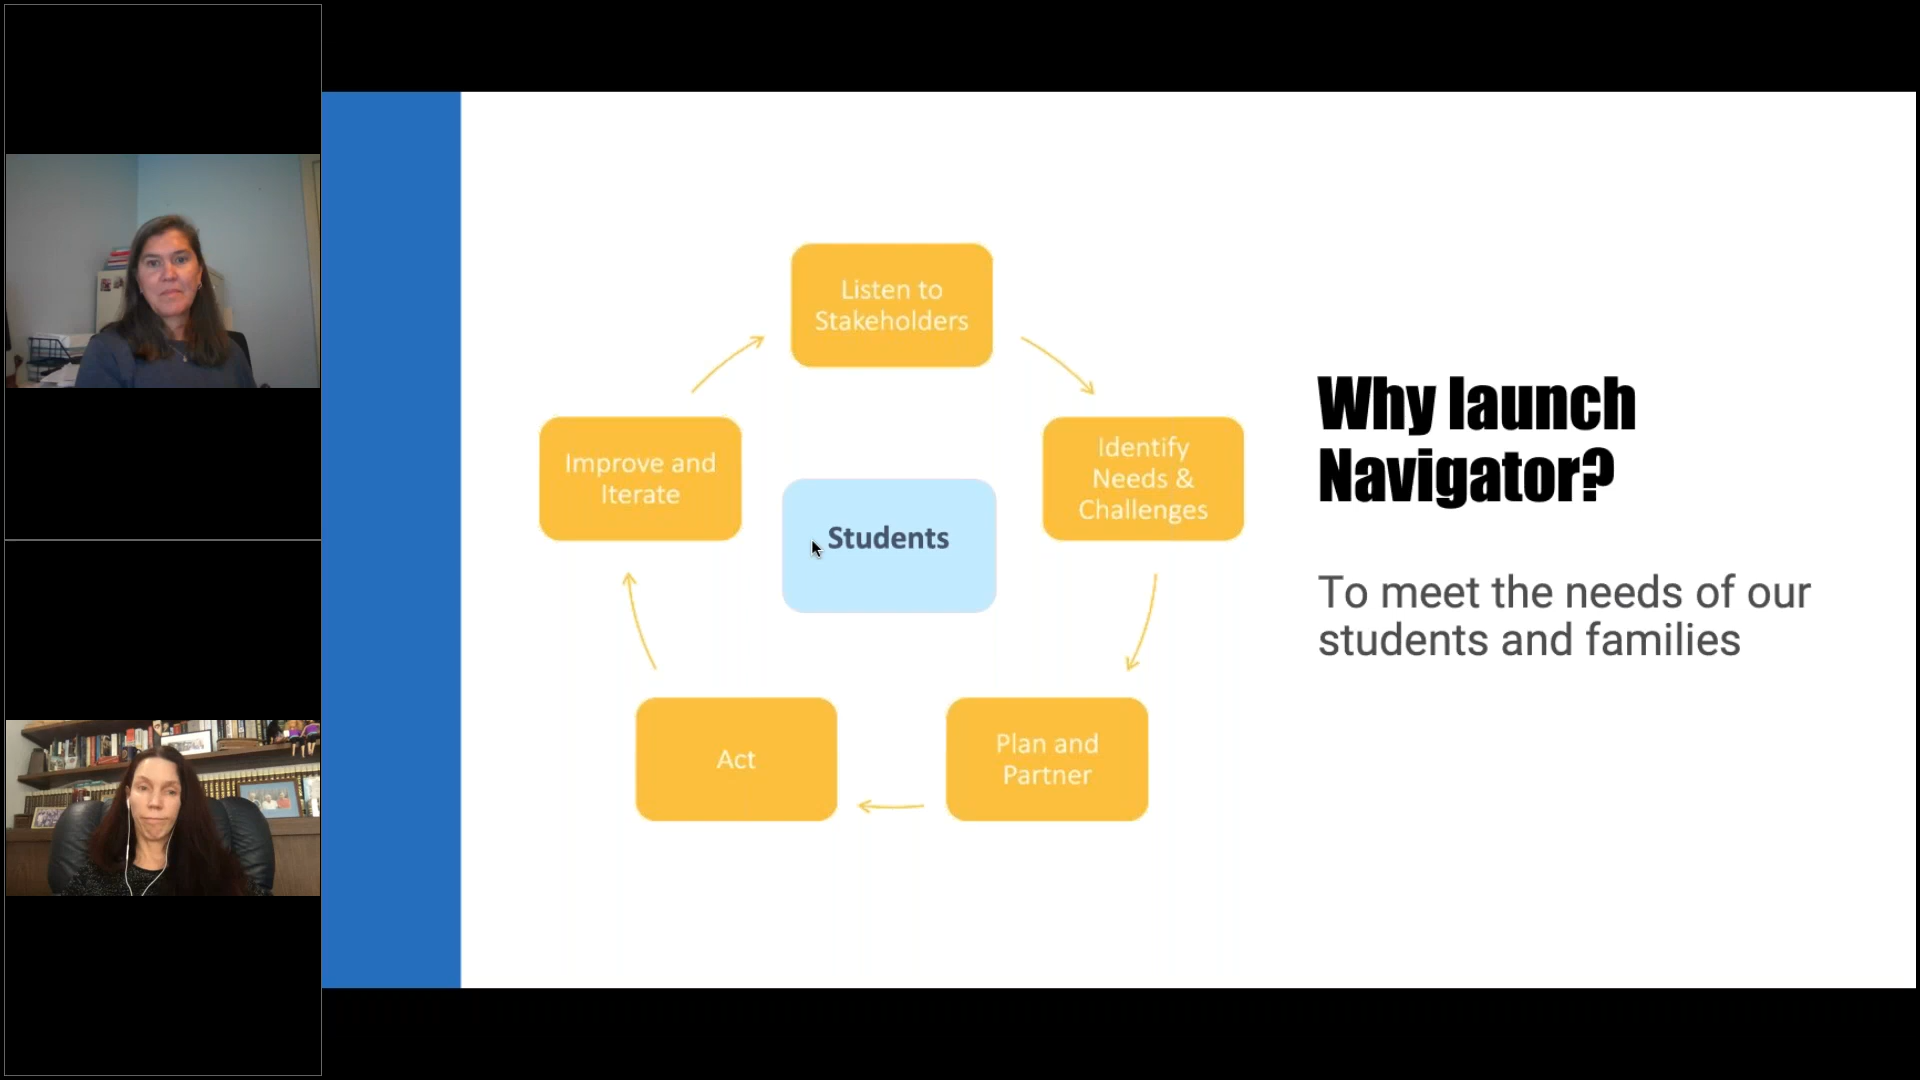 Listen to
Stakeholders
Identify
Needs &
Challenges
Plan and
Partner
Act
Improve and
Iterate
Students
Why launch
Navigator?
To meet the needs of our
students and families